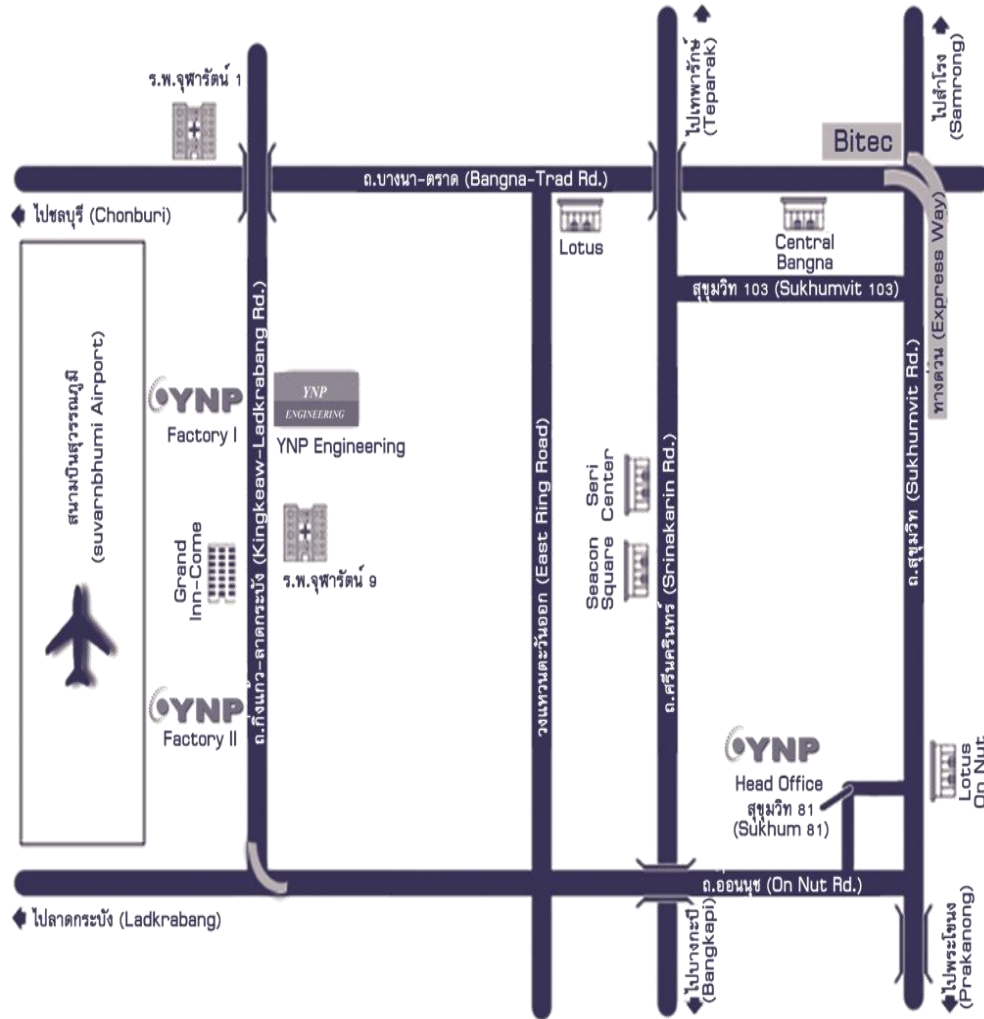 ไปเทพารักษ์
(Teparak)
ไปสำโรง
(Samrong)
ร.พ.จุฬารัตน์ 1
Bitec
ถ.บางนา-ตราด (Bangna-Trad Rd.)
ไปชลบุรี (Chonburi)
Lotus
Central
Bangna
สุขุมวิท 103 (Sukhumvit 103)
ทางด่วน (Express Way)
สนามบินสุวรรณภูมิ
(suvarnbhumi Airport)
YNP
Factory I
ถ.กิ่งแก้ว-ลาดกระบัง (Kingkeaw-Ladkrabang Rd.)
YNP
ENGINEERING
YNP Engineering
Grand
Inn-Come
ร.พ.จุฬารัตน์ 9
วงแหวนตะวันออก (East Ring Road)
Seri
Center
Seacon
Square
ถ.ศรีนครินทร์ (Srinakarin Rd.)
ถ.สุขุมวิท (Sukhumvit Rd.)
YNP
Factory II
YNP
Head Office
สุขุมวิท 81
(Sukhum 81)
Lotus
On Nut
ถ.อ่อนนุช (On Nut Rd.)
ไปลาดกระบัง (Ladkrabang)
ไปบางกะปิ
(Bangkapi)
ไปพระโขนง
(Prakanong)